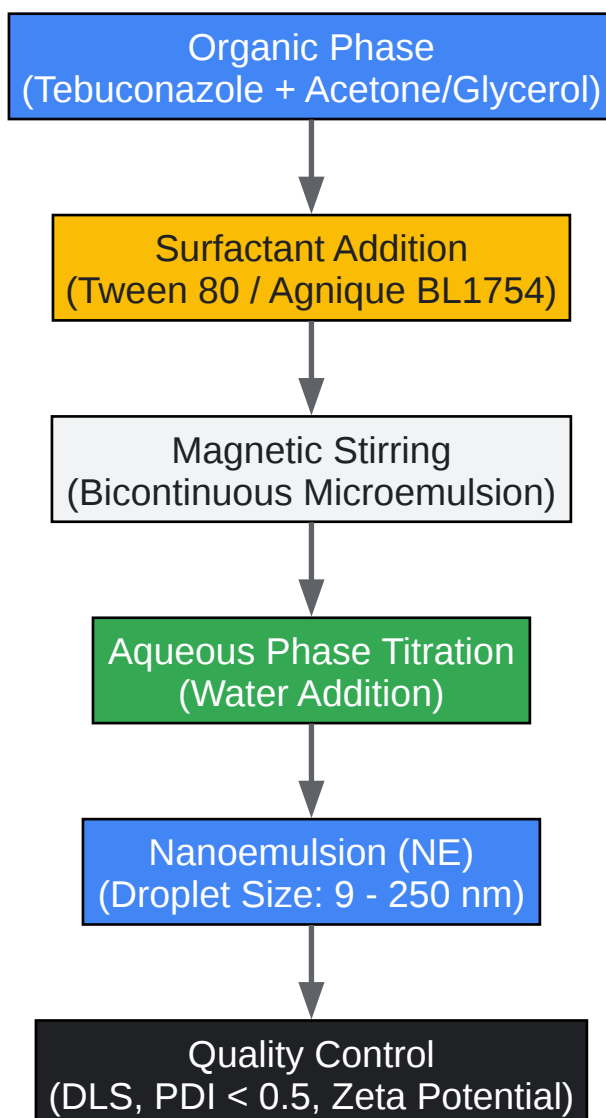 Organic Phase
(Tebuconazole + Acetone/Glycerol)
Surfactant Addition
(Tween 80 / Agnique BL1754)
Magnetic Stirring
(Bicontinuous Microemulsion)
Aqueous Phase Titration
(Water Addition)
Nanoemulsion (NE)
(Droplet Size: 9 - 250 nm)
Quality Control
(DLS, PDI < 0.5, Zeta Potential)